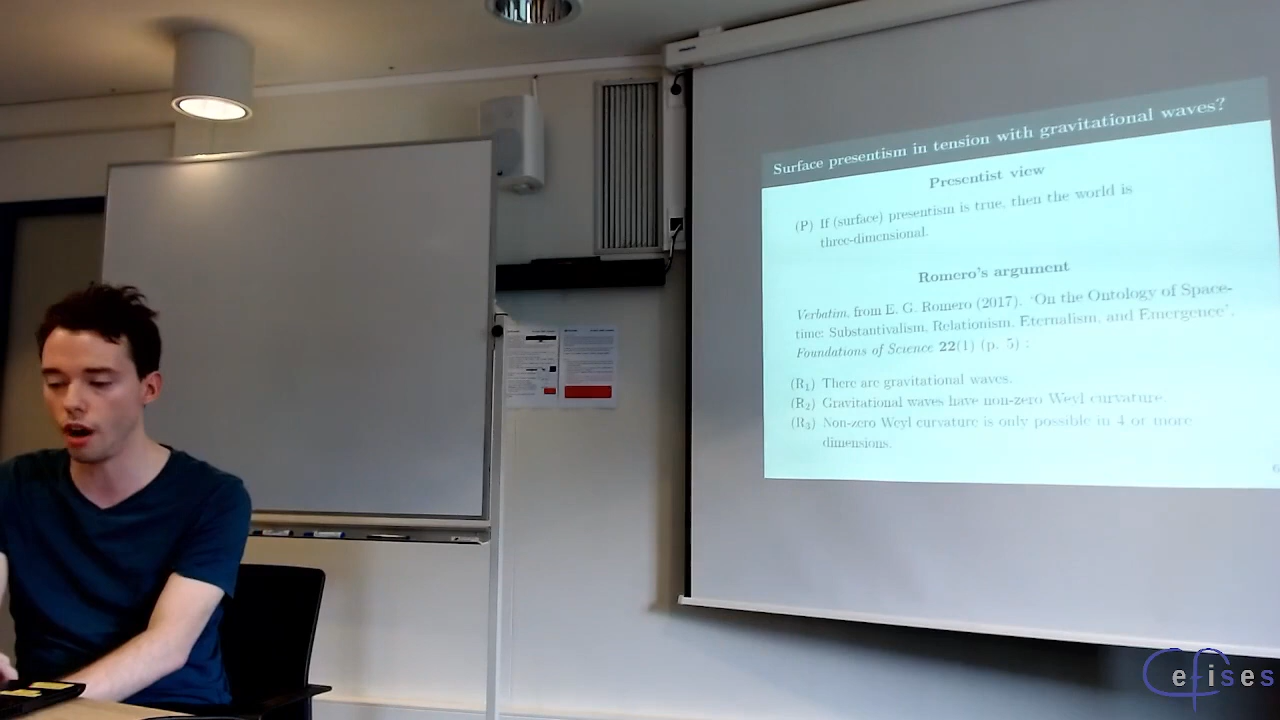 Surface presentism in tension with gravitational waves?
Presentist view
(P) If (surface) presentism is true, then the world is
three-dimensional.
Romero's argument
Verbatim, from E. G. Romero (2017). 'On the Ontology of Space-
time: Substantivalism, Relationism, Eternalism, and Emergence',
Foundations of Science 22(1) (p. 5) :
(R₁) There are gravitational waves.
(R₂) Gravitational waves have non-zero Weyl curvature.
(R₃) Non-zero Weyl curvature is only possible in 4 or more
dimensions.
6
Cefises